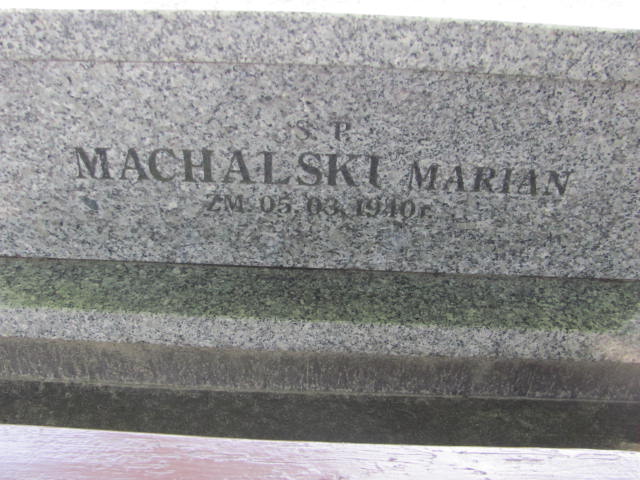 S. P.
MACHALSKI MARIAN
ZM. 05. 03. 1940 r.